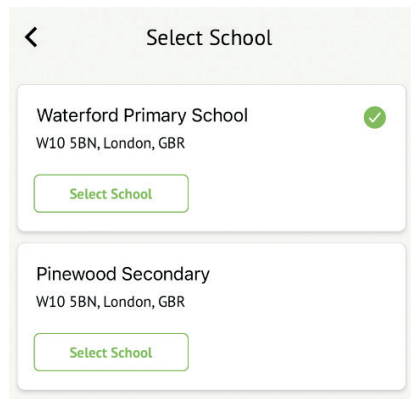 Select School
Waterford Primary School
W10 5BN, London, GBR
Select School
Pinewood Secondary
W10 5BN, London, GBR
Select School